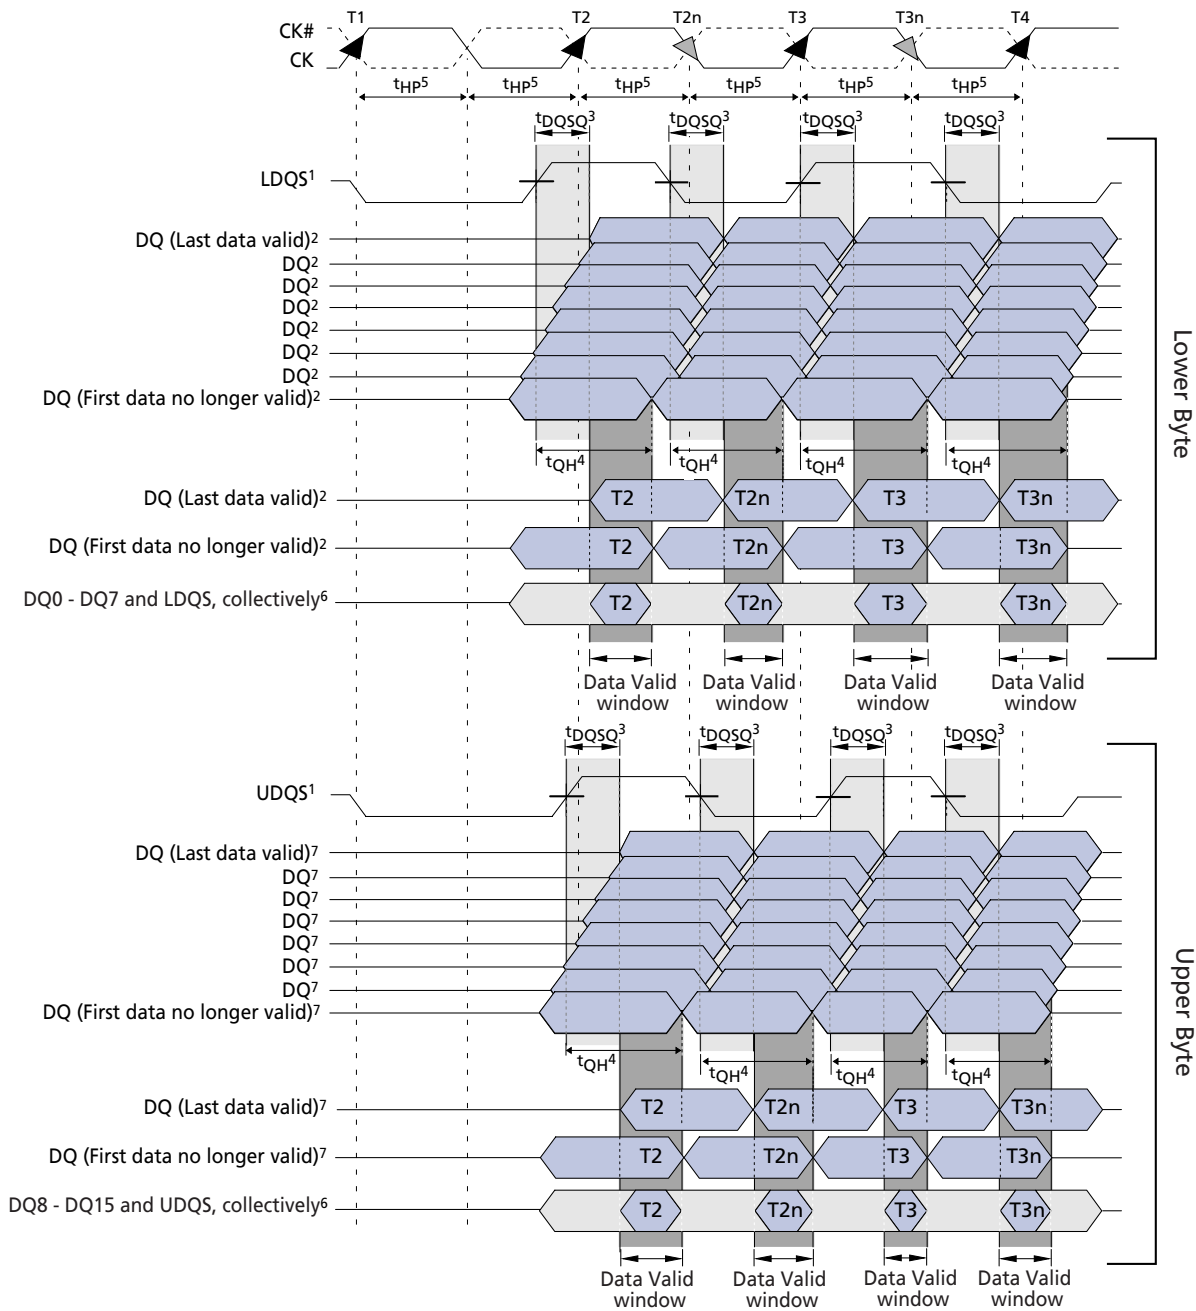 T1 T2 T2n T3 T3n T4
CK#
CK
tHP5 tHP5 tHP5 tHP5 tHP5 tHP5
tDQSQ3 tDQSQ3 tDQSQ3 tDQSQ3
LDQS1
DQ (Last data valid)2
DQ2
DQ2
DQ2
DQ2
DQ2
DQ2
DQ (First data no longer valid)2
tQH4 tQH4 tQH4 tQH4
DQ (Last data valid)2 T2 T2n T3 T3n
DQ (First data no longer valid)2 T2 T2n T3 T3n
DQ0 - DQ7 and LDQS, collectively6 T2 T2n T3 T3n
Data Valid Data Valid Data Valid Data Valid
window window window window
Lower Byte
tDQSQ3 tDQSQ3 tDQSQ3 tDQSQ3
UDQS1
DQ (Last data valid)7
DQ7
DQ7
DQ7
DQ7
DQ7
DQ7
DQ (First data no longer valid)7
tQH4 tQH4 tQH4 tQH4
DQ (Last data valid)7 T2 T2n T3 T3n
DQ (First data no longer valid)7 T2 T2n T3 T3n
DQ8 - DQ15 and UDQS, collectively6 T2 T2n T3 T3n
Data Valid Data Valid Data Valid Data Valid
window window window window
Upper Byte